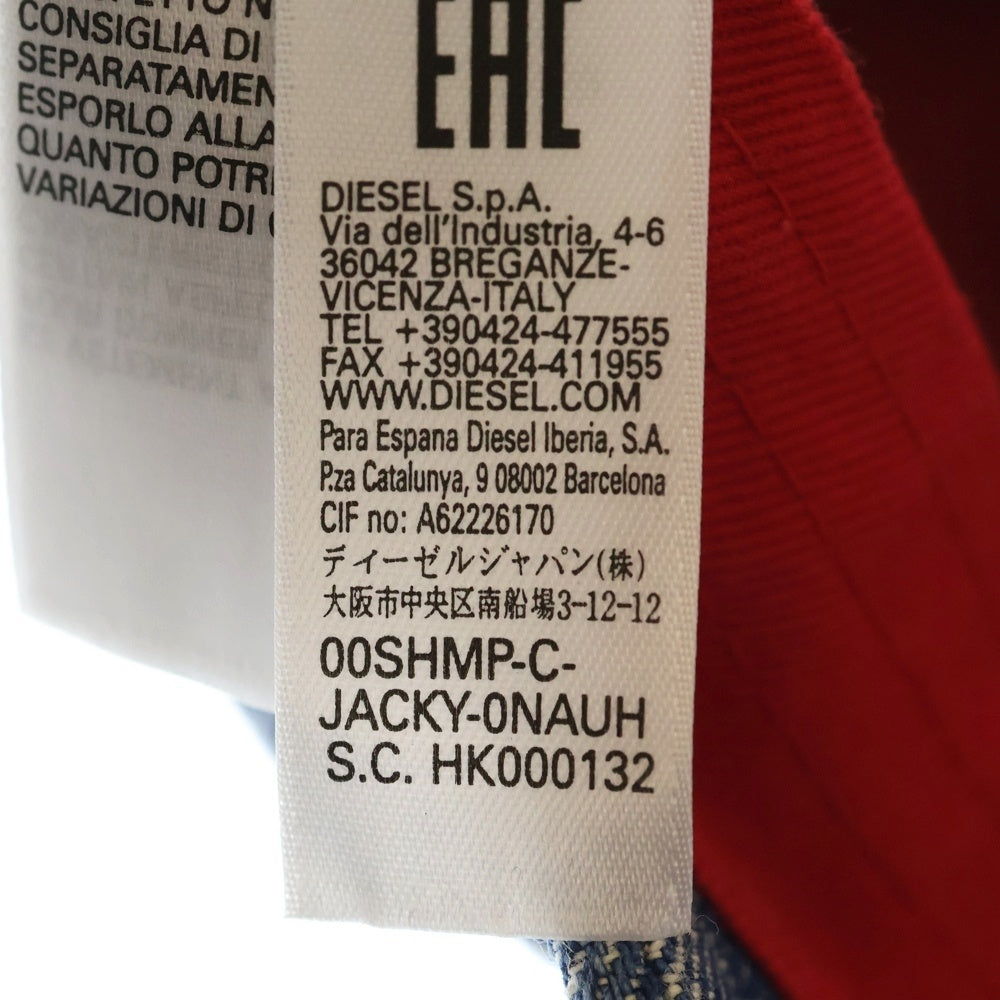 CONSIGLIA DI
SEPARATAMEN
ESPORLO ALLA
QUANTO POTRE
VARIAZIONI DI
EAC
DIESEL S.p.A.
Via dell'Industria, 4-6
36042 BREGANZE-
VICENZA-ITALY
TEL +390424-477555
FAX +390424-411955
WWW.DIESEL.COM
Para Espana Diesel Iberia, S.A.
P.za Catalunya, 9 08002 Barcelona
CIF no: A62226170
ディーゼルジャパン(株)
大阪市中央区南船場3-12-12
00SHMP-C-
JACKY-0NAUH
S.C. HK000132